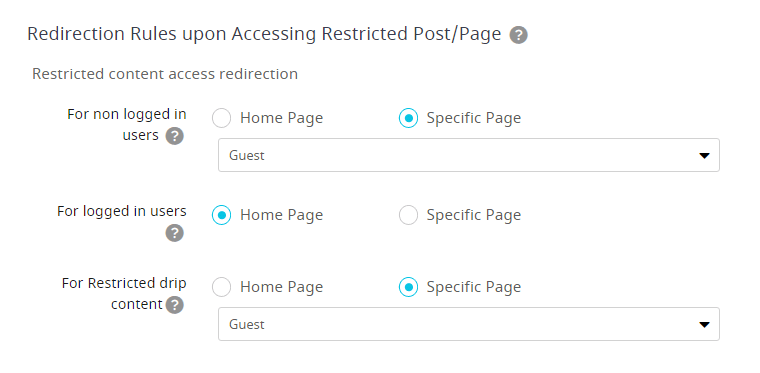 Redirection Rules upon Accessing Restricted Post/Page ?
Restricted content access redirection
For non logged in
users ?
Home Page
Specific Page
Guest
For logged in users
?
Home Page
Specific Page
For Restricted drip
content ?
Home Page
Specific Page
Guest